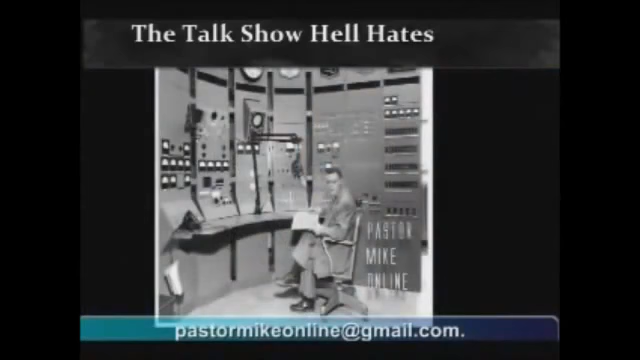 The Talk Show Hell Hates
PASTOR
MIKE
ONLINE
pastormikeonline@gmail.com.